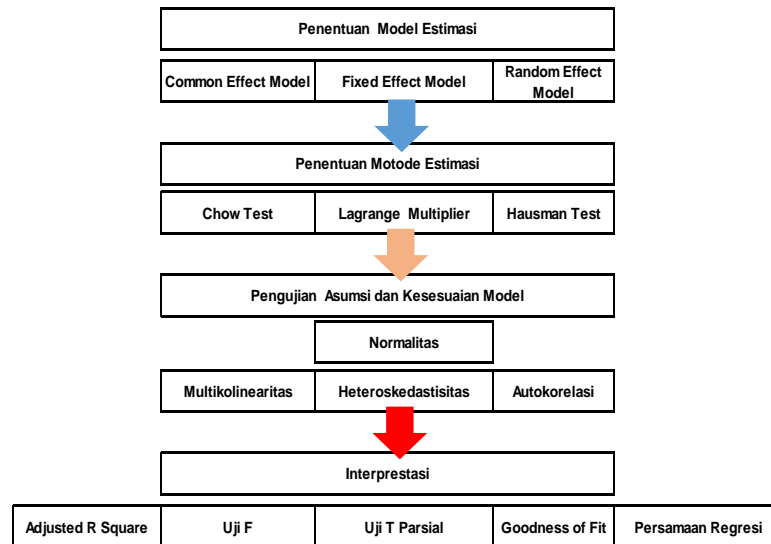 Penentuan Model Estimasi
Common Effect Model
Fixed Effect Model
Random Effect
Model
Penentuan Motode Estimasi
Chow Test
Lagrange Multiplier
Hausman Test
Pengujian Asumsi dan Kesesuaian Model
Normalitas
Multikolinearitas
Heteroskedastisitas
Autokorelasi
Interprestasi
Adjusted R Square
Uji F
Uji T Parsial
Goodness of Fit
Persamaan Regresi